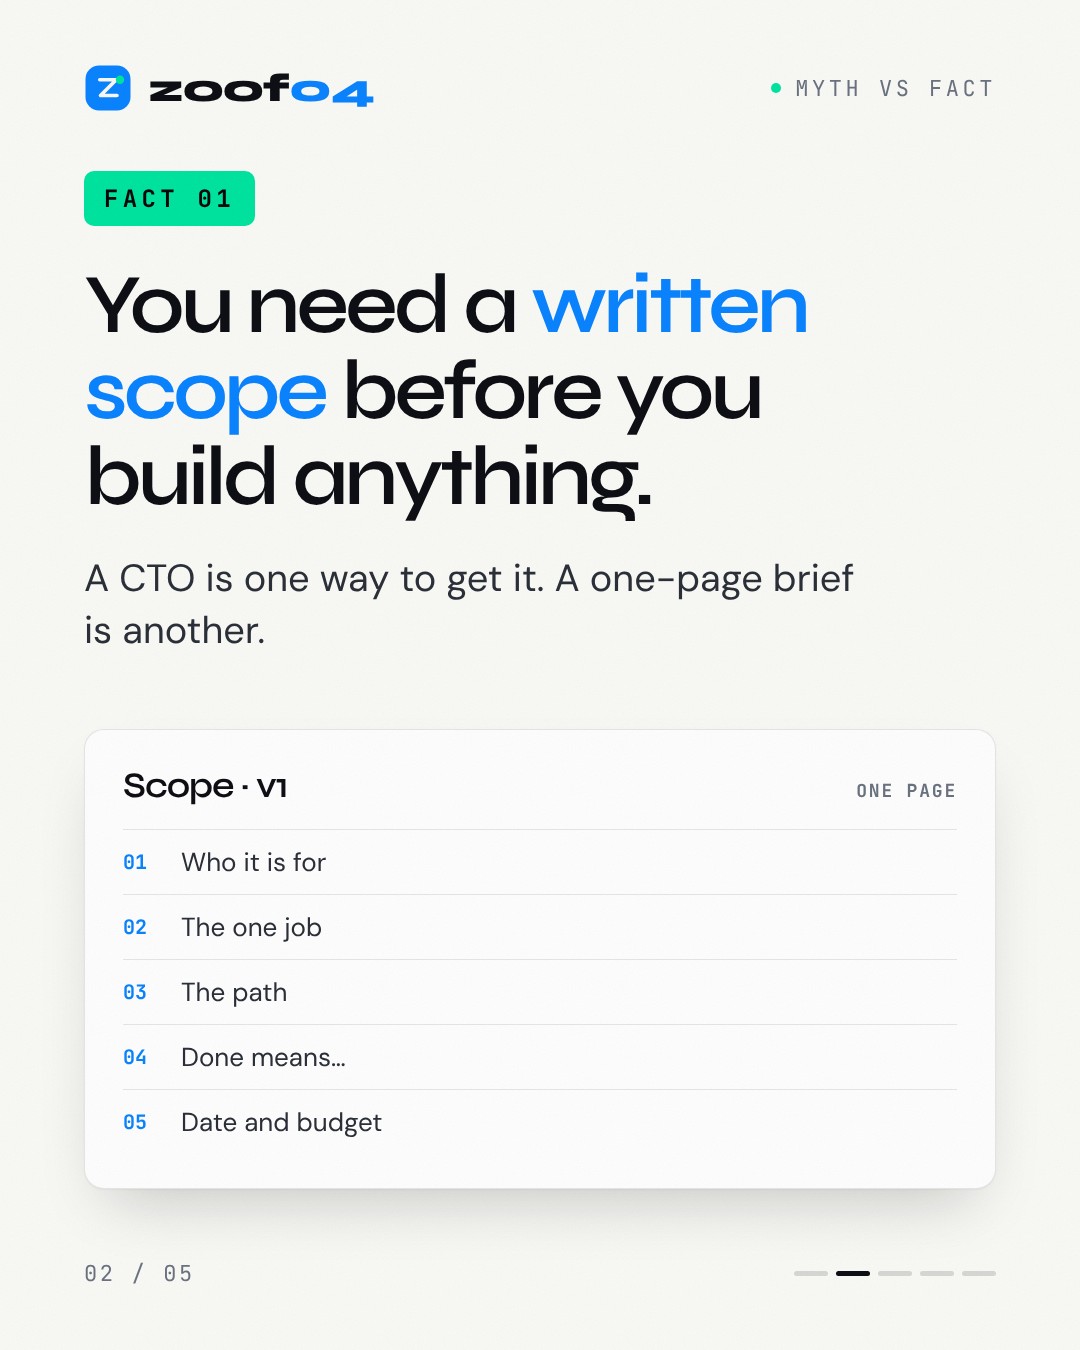 Z zoof04
MYTH VS FACT
FACT 01
You need a written
scope before you
build anything.
A CTO is one way to get it. A one-page brief
is another.
Scope · v1
ONE PAGE
01 Who it is for
02 The one job
03 The path
04 Done means...
05 Date and budget
02 / 05